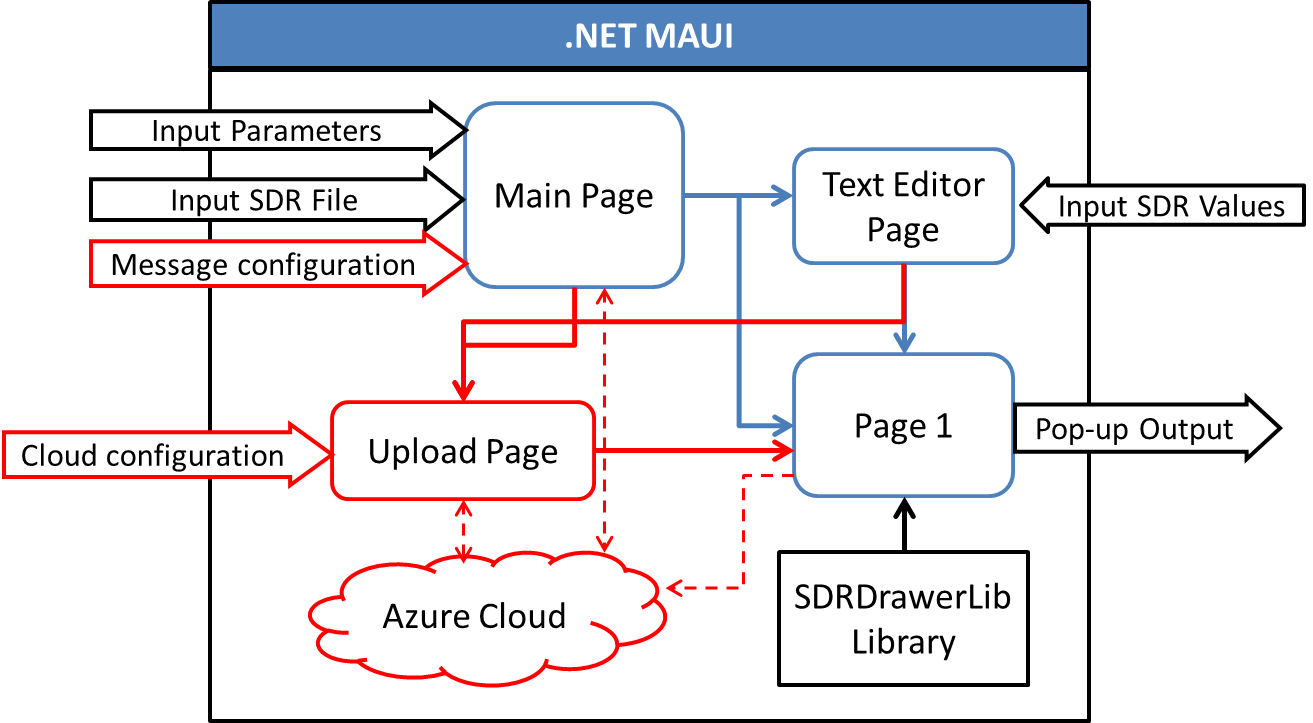 .NET MAUI
Input Parameters
Input SDR File
Message configuration
Main Page
Text Editor
Page
Input SDR Values
Cloud configuration
Upload Page
Page 1
Pop-up Output
Azure Cloud
SDRDrawerLib
Library